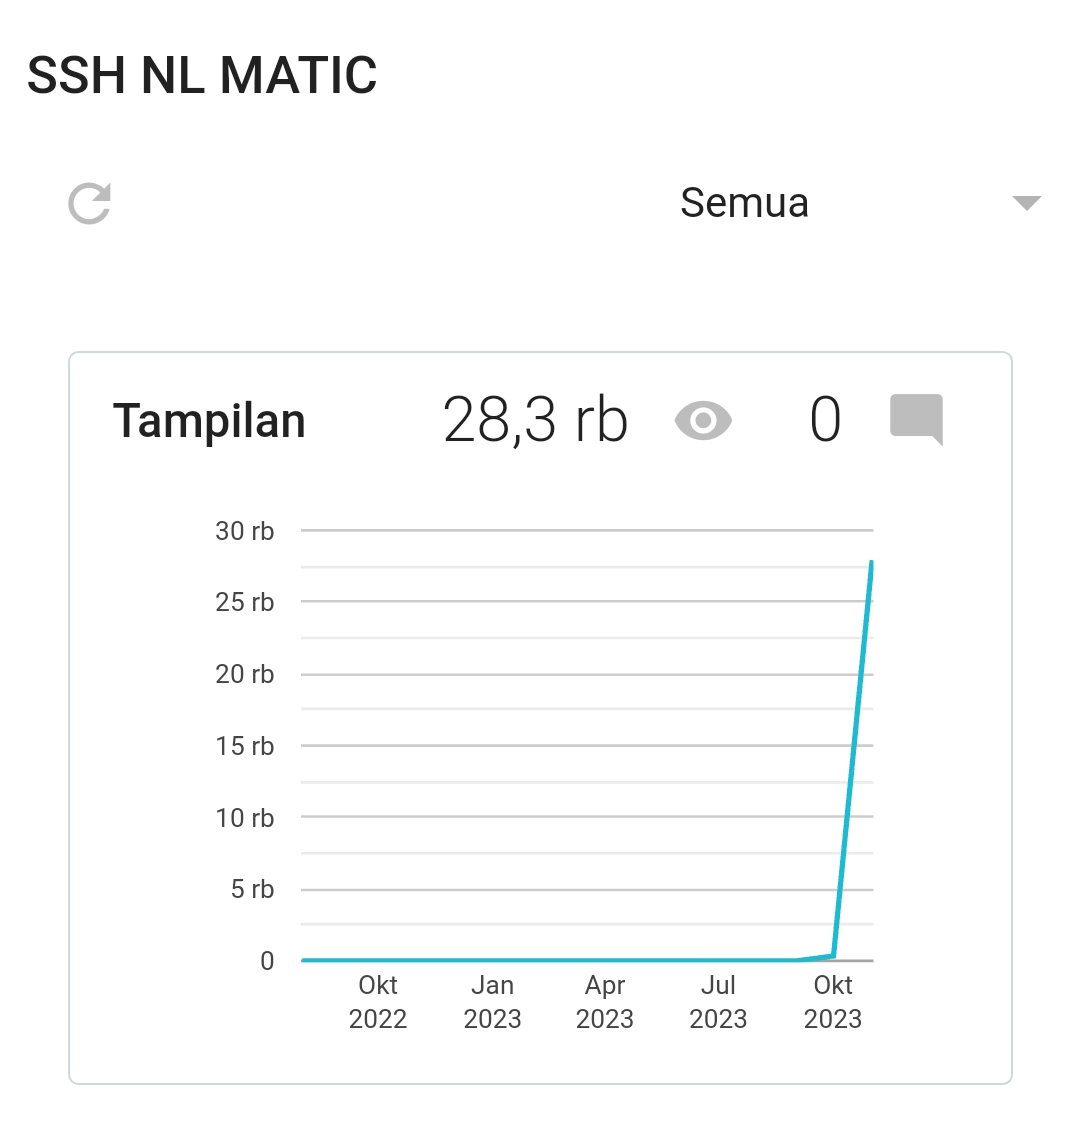 SSH NL MATIC
Semua
Tampilan 28,3 rb 0
30 rb
25 rb
20 rb
15 rb
10 rb
5 rb
0
Okt Jan Apr Jul Okt
2022 2023 2023 2023 2023